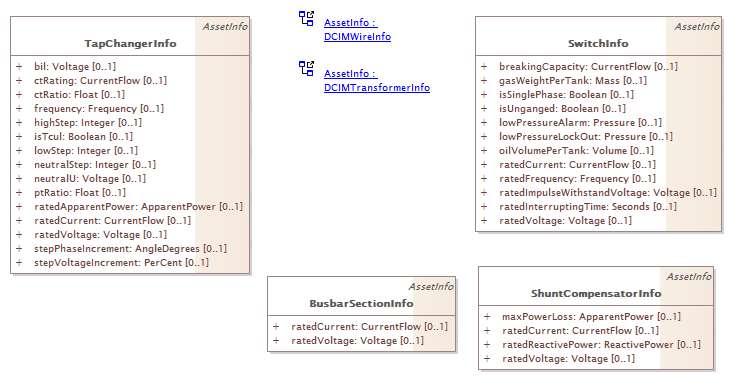 AssetInfo
TapChangerInfo
+ bil: Voltage [0..1]
+ ctRating: CurrentFlow [0..1]
+ ctRatio: Float [0..1]
+ frequency: Frequency [0..1]
+ highStep: Integer [0..1]
+ isTcul: Boolean [0..1]
+ lowStep: Integer [0..1]
+ neutralStep: Integer [0..1]
+ neutralU: Voltage [0..1]
+ ptRatio: Float [0..1]
+ ratedApparentPower: ApparentPower [0..1]
+ ratedCurrent: CurrentFlow [0..1]
+ ratedVoltage: Voltage [0..1]
+ stepPhaseIncrement: AngleDegrees [0..1]
+ stepVoltageIncrement: PerCent [0..1]
AssetInfo :
DCIMWireInfo
AssetInfo :
DCIMTransformerInfo
AssetInfo
SwitchInfo
+ breakingCapacity: CurrentFlow [0..1]
+ gasWeightPerTank: Mass [0..1]
+ isSinglePhase: Boolean [0..1]
+ isUnganged: Boolean [0..1]
+ lowPressureAlarm: Pressure [0..1]
+ lowPressureLockOut: Pressure [0..1]
+ oilVolumePerTank: Volume [0..1]
+ ratedCurrent: CurrentFlow [0..1]
+ ratedFrequency: Frequency [0..1]
+ ratedImpulseWithstandVoltage: Voltage [0..1]
+ ratedInterruptingTime: Seconds [0..1]
+ ratedVoltage: Voltage [0..1]
AssetInfo
BusbarSectionInfo
+ ratedCurrent: CurrentFlow [0..1]
+ ratedVoltage: Voltage [0..1]
AssetInfo
ShuntCompensatorInfo
+ maxPowerLoss: ApparentPower [0..1]
+ ratedCurrent: CurrentFlow [0..1]
+ ratedReactivePower: ReactivePower [0..1]
+ ratedVoltage: Voltage [0..1]